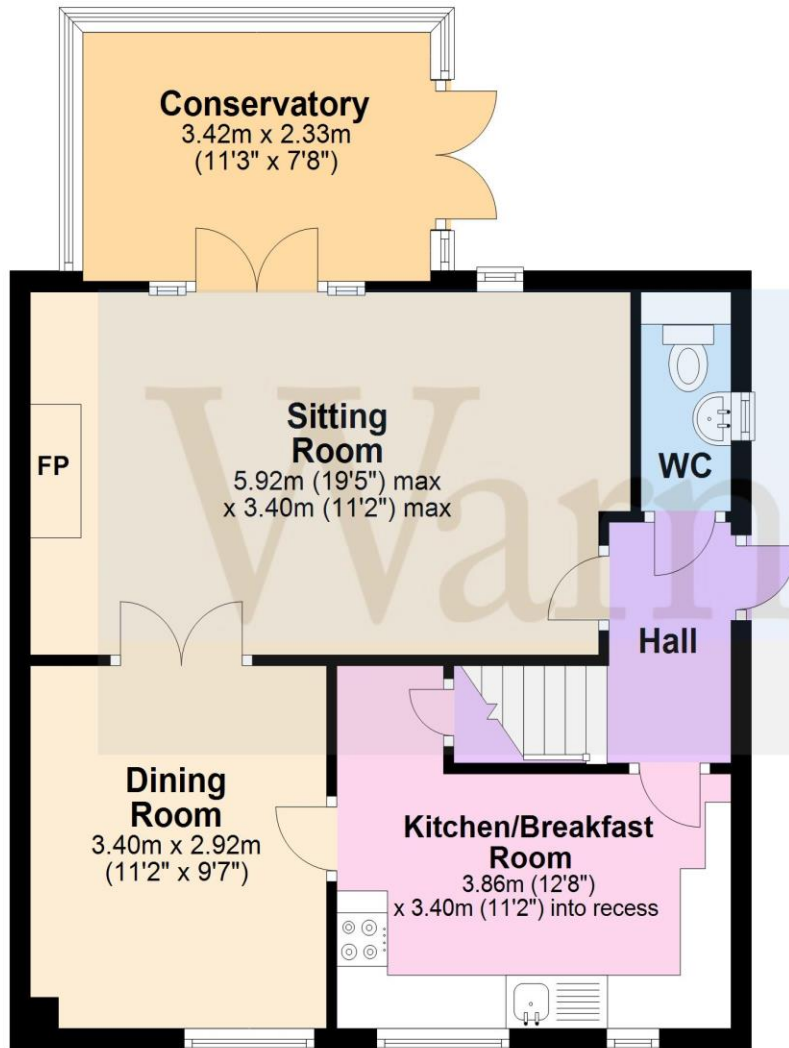 Conservatory
3.42m x 2.33m
(11'3" x 7'8")
Sitting
Room
5.92m (19'5") max
x 3.40m (11'2") max
FP
WC
Warn
Hall
Dining
Room
3.40m x 2.92m
(11'2" x 9'7")
Kitchen/Breakfast
Room
3.86m (12'8")
x 3.40m (11'2") into recess